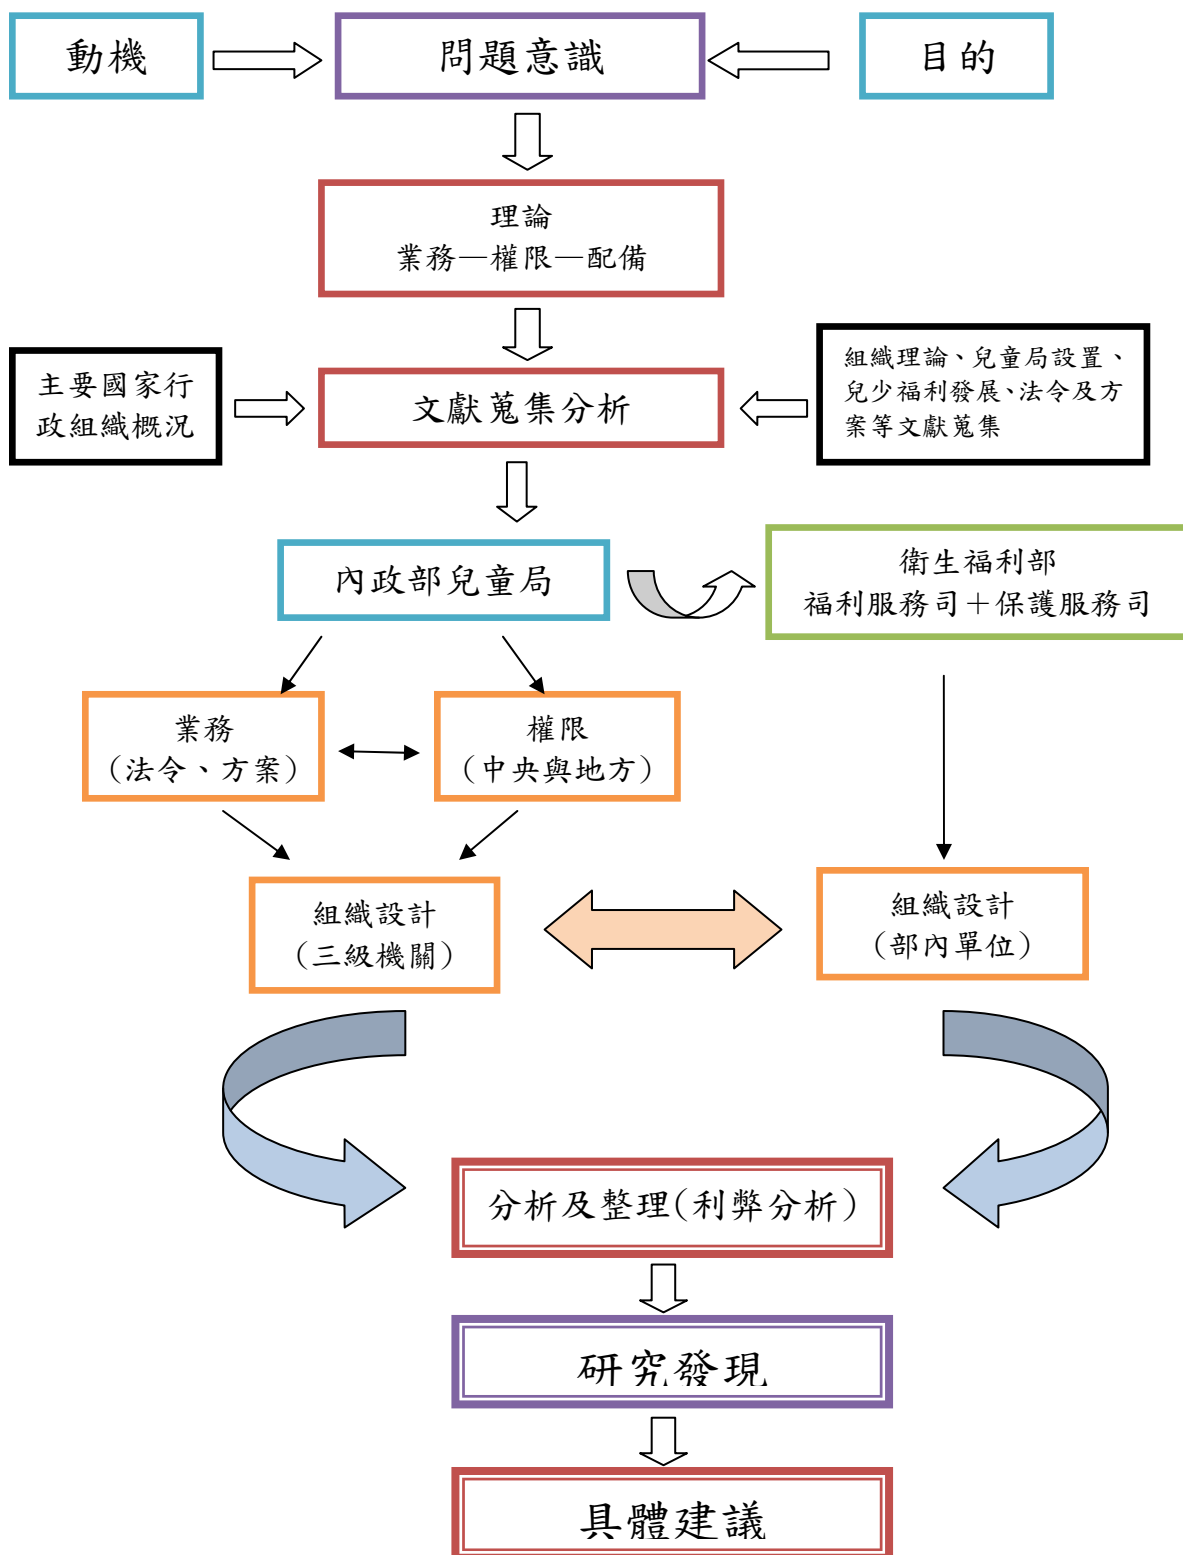 動機
問題意識
目的
理論
業務—權限—配備
主要國家行
政組織概況
文獻蒐集分析
組織理論、兒童局設置、
兒少福利發展、法令及方
案等文獻蒐集
內政部兒童局
衛生福利部
福利服務司＋保護服務司
業務
（法令、方案）
權限
（中央與地方）
組織設計
（三級機關）
組織設計
（部內單位）
分析及整理(利弊分析）
研究發現
具體建議